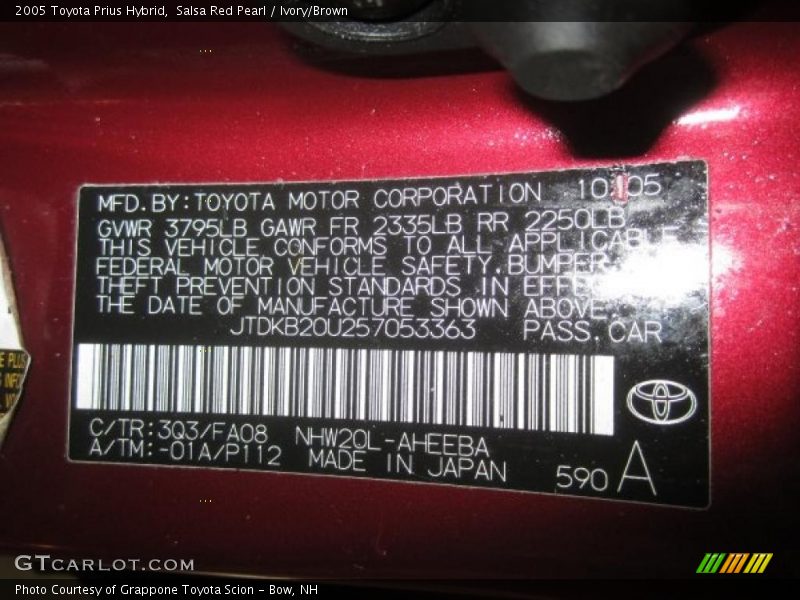 2005 Toyota Prius Hybrid, Salsa Red Pearl / Ivory/Brown
MFD. BY: TOYOTA MOTOR CORPORATION 10/05
GVWR 3795LB GAWR FR 2335LB RR 2250LB
THIS VEHICLE CONFORMS TO ALL APPLICABLE
FEDERAL MOTOR VEHICLE SAFETY. BUMPER.
THEFT PREVENTION STANDARDS IN
THE DATE OF MANUFACTURE SHOWN ABOVE.
JTDKB20U257053363 PASS. CAR
C/TR: 3Q3/FA08 NHW20L-AHEEBA
A/TM: -01A/P112 MADE IN JAPAN
590 A
GTCARLOT.COM
Photo Courtesy of Grappone Toyota Scion - Bow, NH